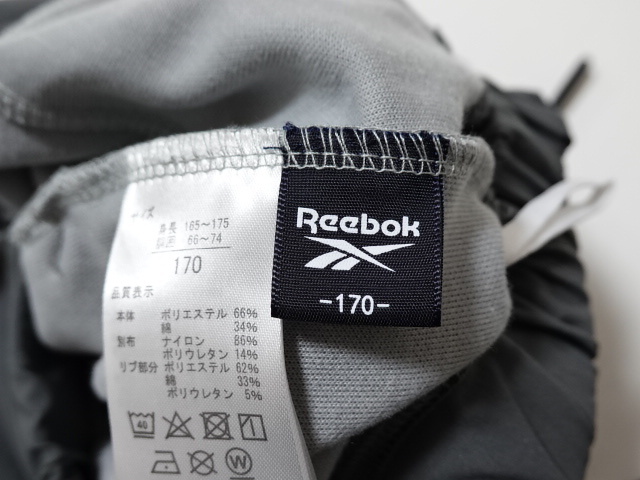 サイズ
身長 165～175
胴囲 66～74
170
品質表示
本体 ポリエステル 66%
綿 34%
別布 ナイロン 86%
ポリウレタン 14%
リブ部分 ポリエステル 62%
綿 33%
ポリウレタン 5%
40
W
Reebok
-170-